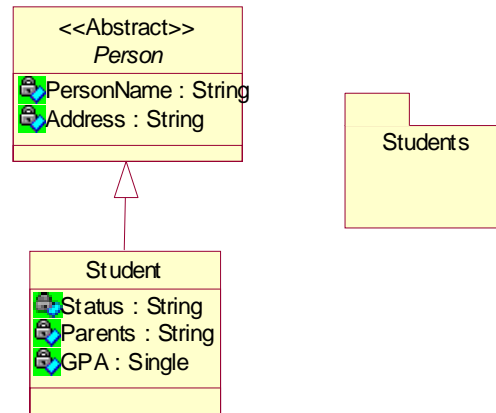 <<Abstract>>
Person
PersonName : String
Address : String
Students
Student
Status : String
Parents : String
GPA : Single